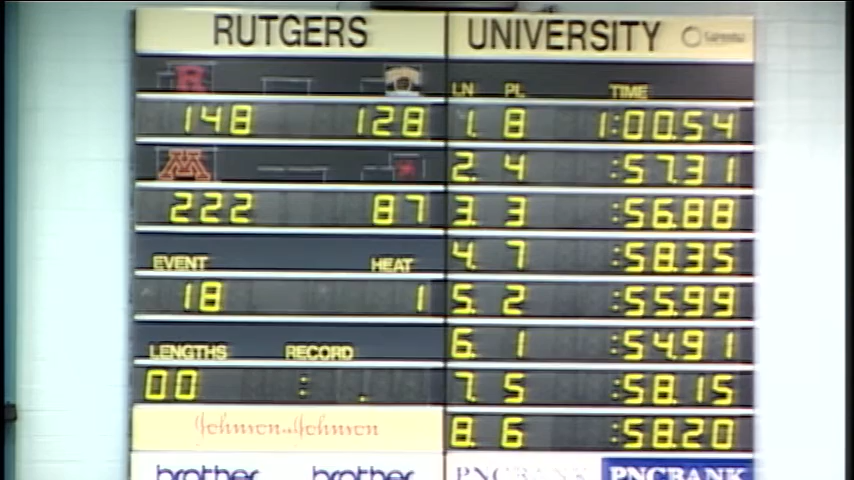 RUTGERS UNIVERSITY
R
148 128
M
222 87
EVENT HEAT
18 1
LENGTHS RECORD
00 : .
Johnson & Johnson
brother brother
LN PL TIME
1. 8 1:00.54
2. 4 :57.31
3. 3 :56.88
4. 7 :58.35
5. 2 :55.99
6. 1 :54.91
7. 5 :58.15
8. 6 :58.20
PNCBANK PNCBANK